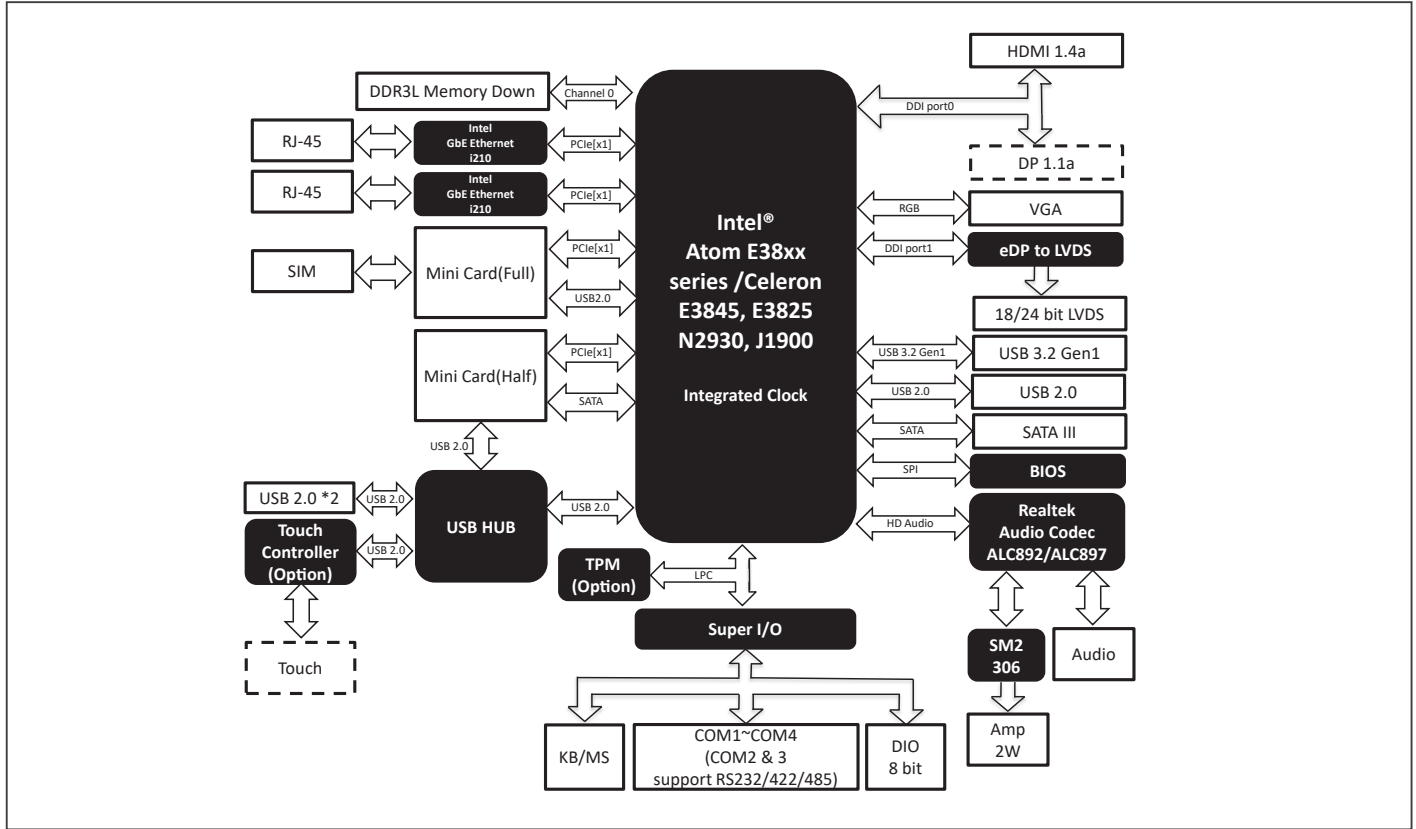 HDMI 1.4a
DDR3L Memory Down
Channel 0
DDI port0
RJ-45
Intel
GbE Ethernet
i210
PCIe[x1]
DP 1.1a
RJ-45
Intel
GbE Ethernet
i210
PCIe[x1]
RGB
VGA
Intel®
Atom E38xx
series /Celeron
E3845, E3825
N2930, J1900
Integrated Clock
SIM
Mini Card(Full)
PCIe[x1]
USB2.0
DDI port1
eDP to LVDS
18/24 bit LVDS
Mini Card(Half)
PCIe[x1]
SATA
USB 3.2 Gen1
USB 3.2 Gen1
USB 2.0
USB 2.0
SATA
SATA III
USB 2.0
SPI
BIOS
USB 2.0 *2
USB 2.0
USB HUB
USB 2.0
HD Audio
Realtek
Audio Codec
ALC892/ALC897
Touch
Controller
(Option)
USB 2.0
TPM
(Option)
LPC
Super I/O
Touch
SM2
306
Audio
KB/MS
COM1~COM4
(COM2 & 3
support RS232/422/485)
DIO
8 bit
Amp
2W